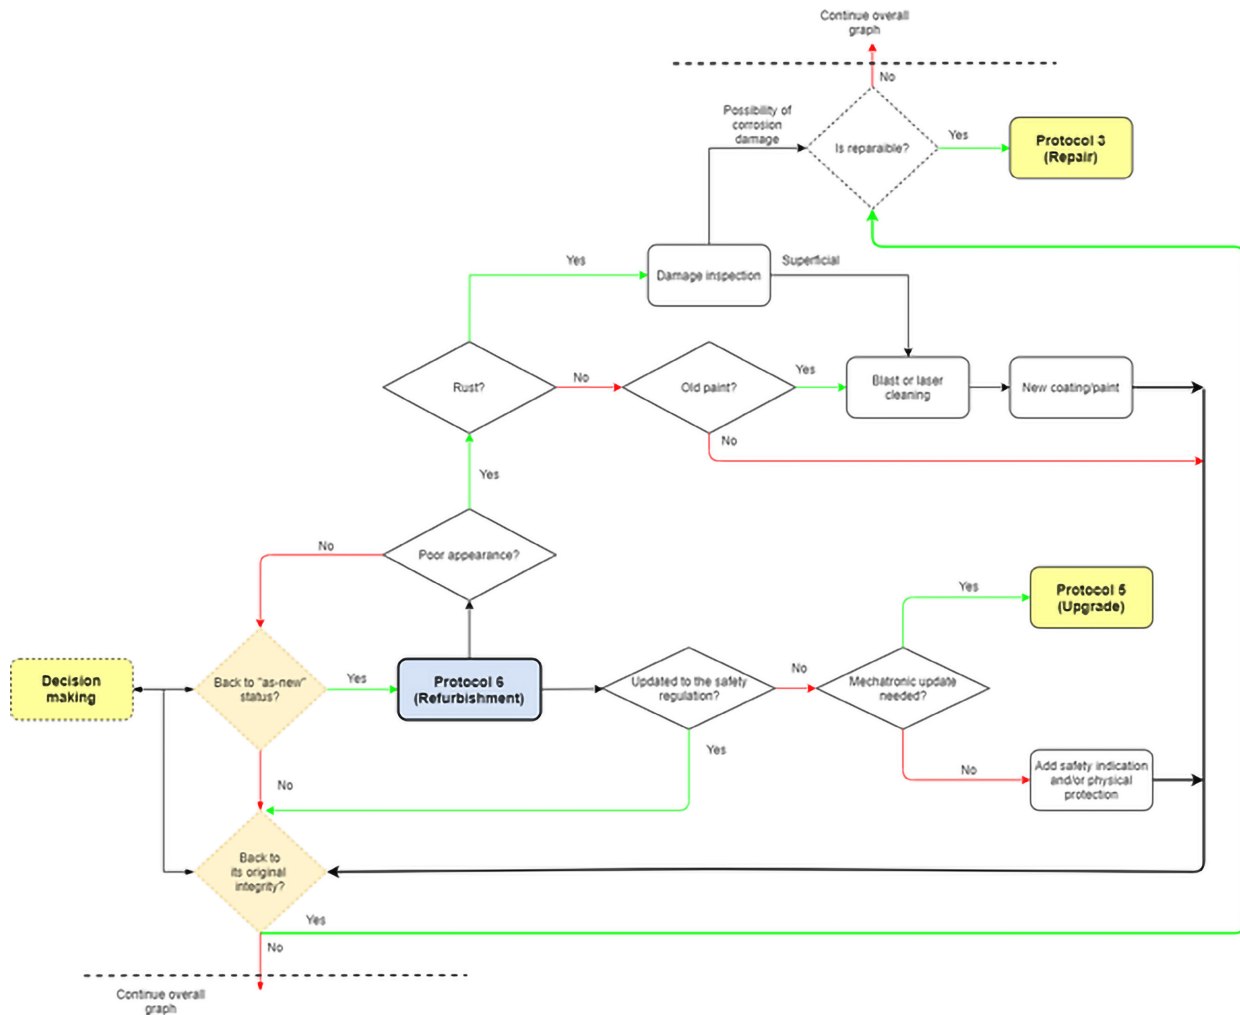 Continue overall
graph
No
Possibility of
corrosion
damage
Is reparaible?
Yes
Protocol 3
(Repair)
Yes
Damage inspection
Superficial
Rust?
No
Old paint?
Yes
Blast or laser
cleaning
New coating/paint
No
Yes
No
Poor appearance?
Yes
Protocol 5
(Upgrade)
Decision
making
Back to "as-new"
status?
Yes
Protocol 6
(Refurbishment)
Updated to the safety
regulation?
No
Mechatronic update
needed?
Yes
No
No
Add safety indication
and/or physical
protection
Back to
its original
integrity?
Yes
No
Continue overall
graph